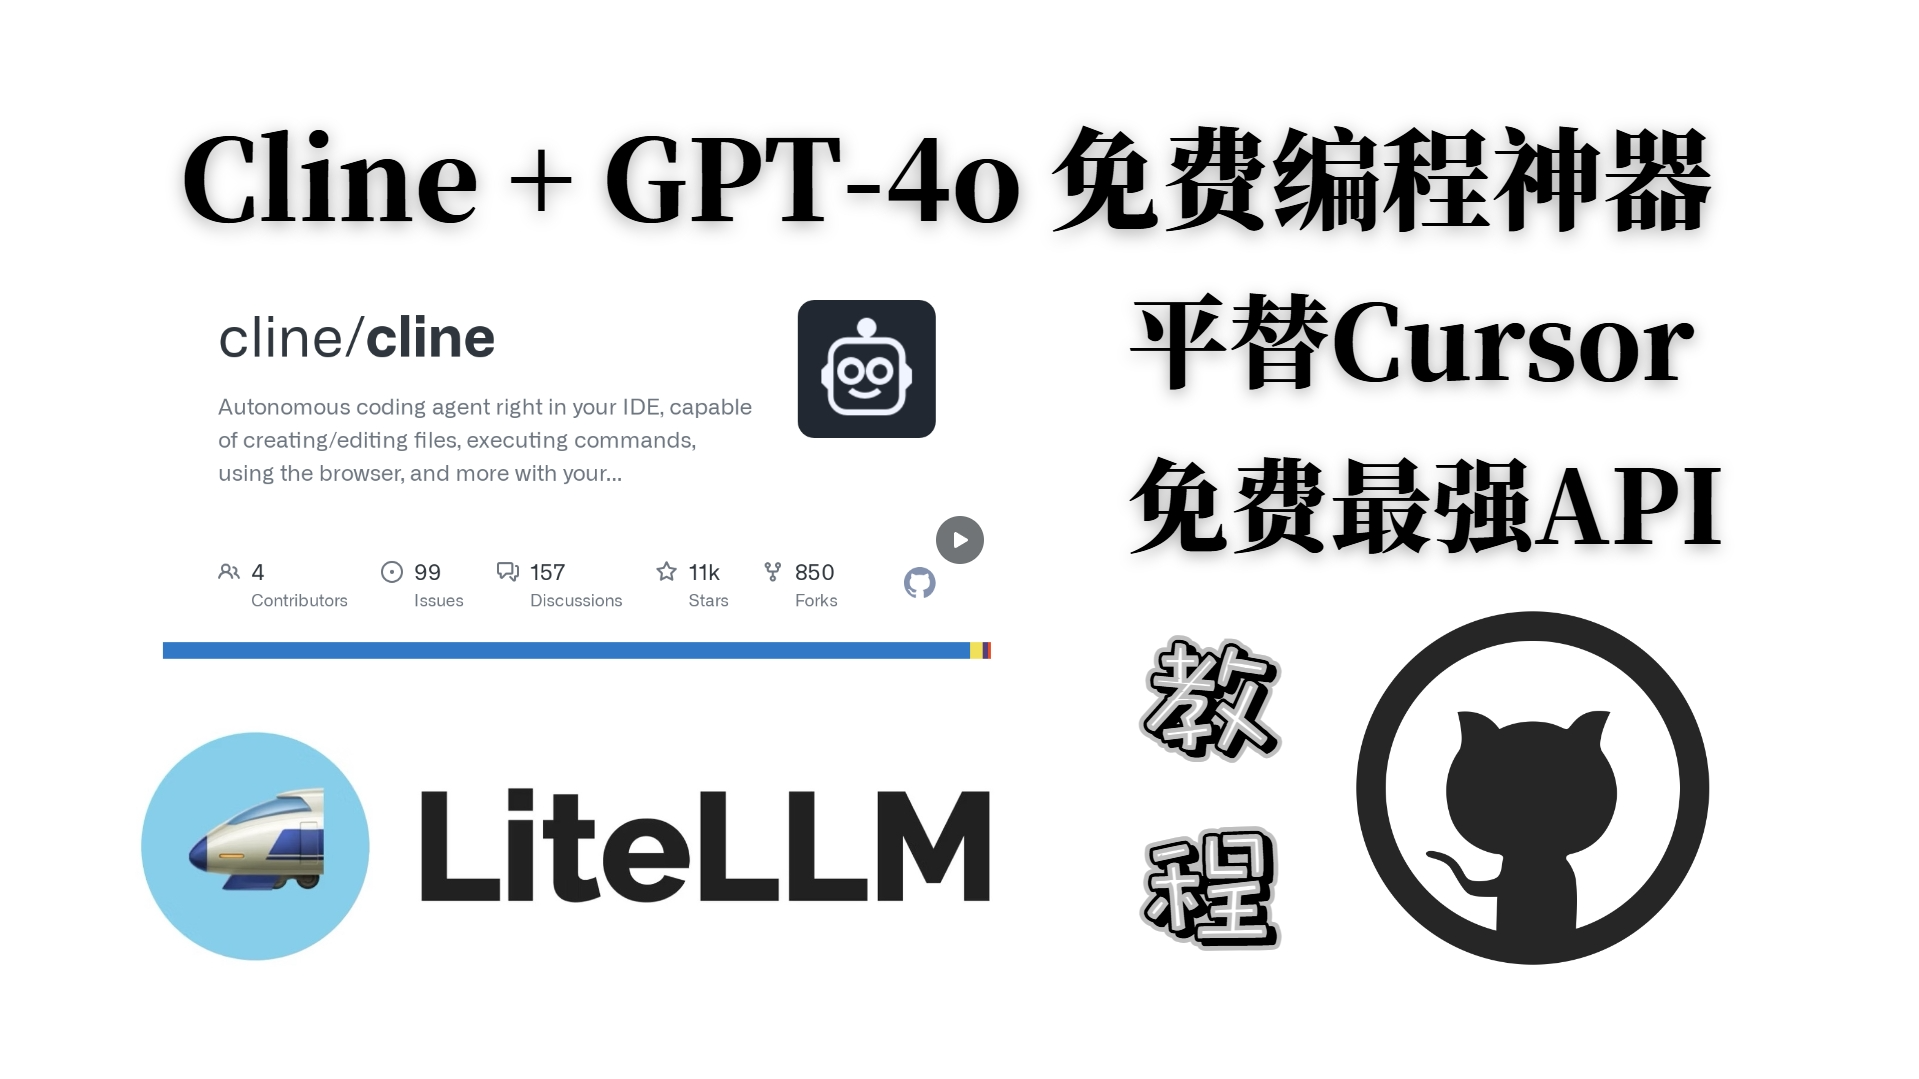 Cline + GPT-4o 免费编程神器
cline/cline
Autonomous coding agent right in your IDE, capable
of creating/editing files, executing commands,
using the browser, and more with your...
4
Contributors
99
Issues
157
Discussions
11k
Stars
850
Forks
平替Cursor
免费最强API
LiteLLM
教
程